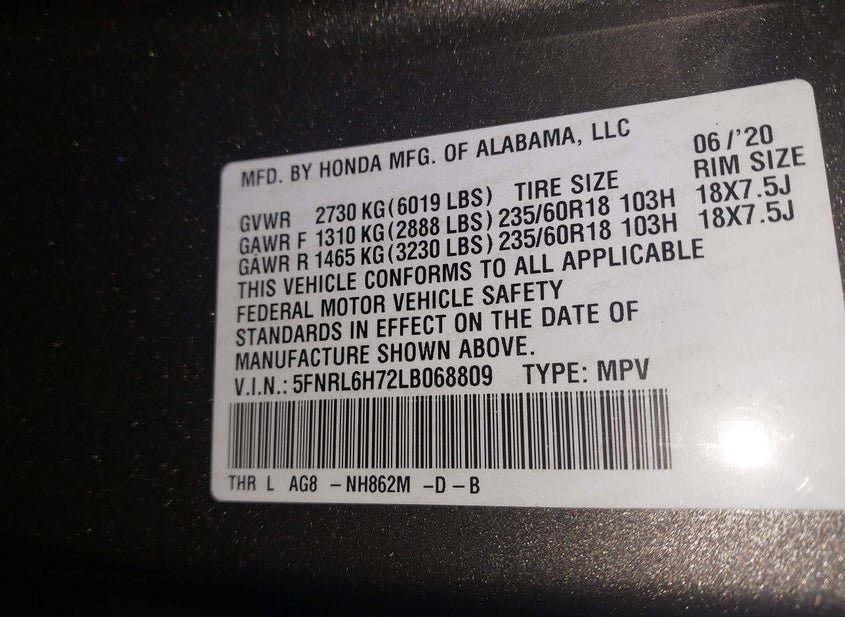 MFD. BY HONDA MFG. OF ALABAMA, LLC 06/'20
GVWR 2730 KG (6019 LBS) TIRE SIZE RIM SIZE
GAWR F 1310 KG (2888 LBS) 235/60R18 103H 18X7.5J
GAWR R 1465 KG (3230 LBS) 235/60R18 103H 18X7.5J
THIS VEHICLE CONFORMS TO ALL APPLICABLE
FEDERAL MOTOR VEHICLE SAFETY
STANDARDS IN EFFECT ON THE DATE OF
MANUFACTURE SHOWN ABOVE.
V.I.N.: 5FNRL6H72LB068809 TYPE: MPV
THR L AG8 -NH862M -D-B